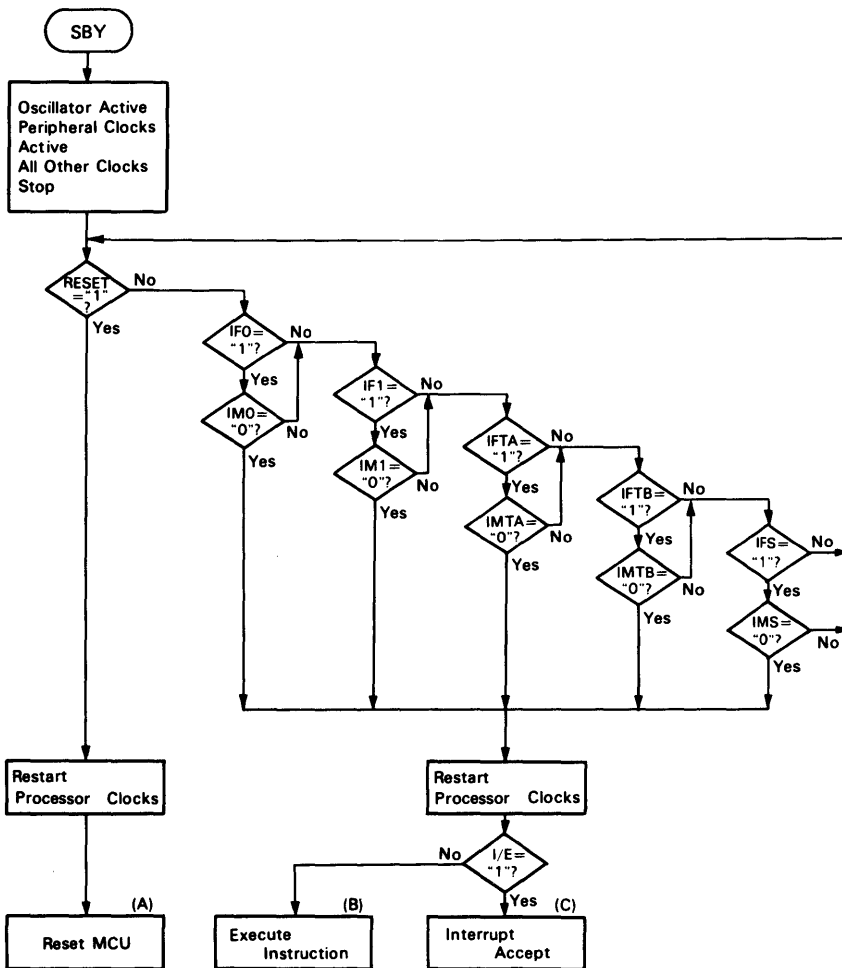 SBY
Oscillator Active
Peripheral Clocks
Active
All Other Clocks
Stop
RESET
="1"
?
No
Yes
IF0=
"1"?
No
Yes
IM0=
"0"?
No
Yes
IF1=
"1"?
No
Yes
IM1=
"0"?
No
Yes
IFTA=
"1"?
No
Yes
IMTA=
"0"?
No
Yes
IFTB=
"1"?
No
Yes
IMTB=
"0"?
No
Yes
IFS=
"1"?
No
Yes
IMS=
"0"?
No
Yes
Restart
Processor Clocks
Restart
Processor Clocks
I/E=
"1"?
No
Yes
(A)
Reset MCU
(B)
Execute
Instruction
(C)
Interrupt
Accept